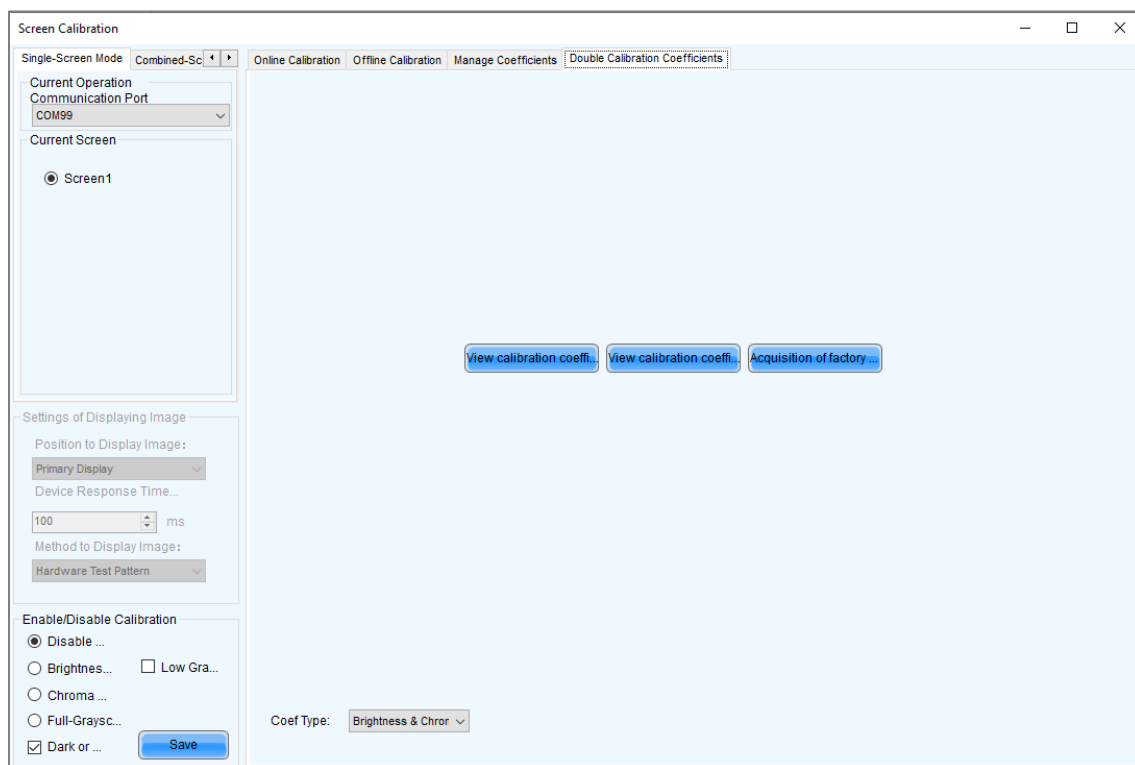 Screen Calibration
Single-Screen Mode
Combined-Sc
Online Calibration
Offline Calibration
Manage Coefficients
Double Calibration Coefficients
Current Operation
Communication Port
COM99
Current Screen
Screen1
View calibration coeffi...
View calibration coeffi...
Acquisition of factory ...
Settings of Displaying Image
Position to Display Image:
Primary Display
Device Response Time...
100
ms
Method to Display Image:
Hardware Test Pattern
Enable/Disable Calibration
Disable ...
Brightnes...
Low Gra...
Chroma ...
Full-Graysc...
Dark or ...
Save
Coef Type:
Brightness & Chror